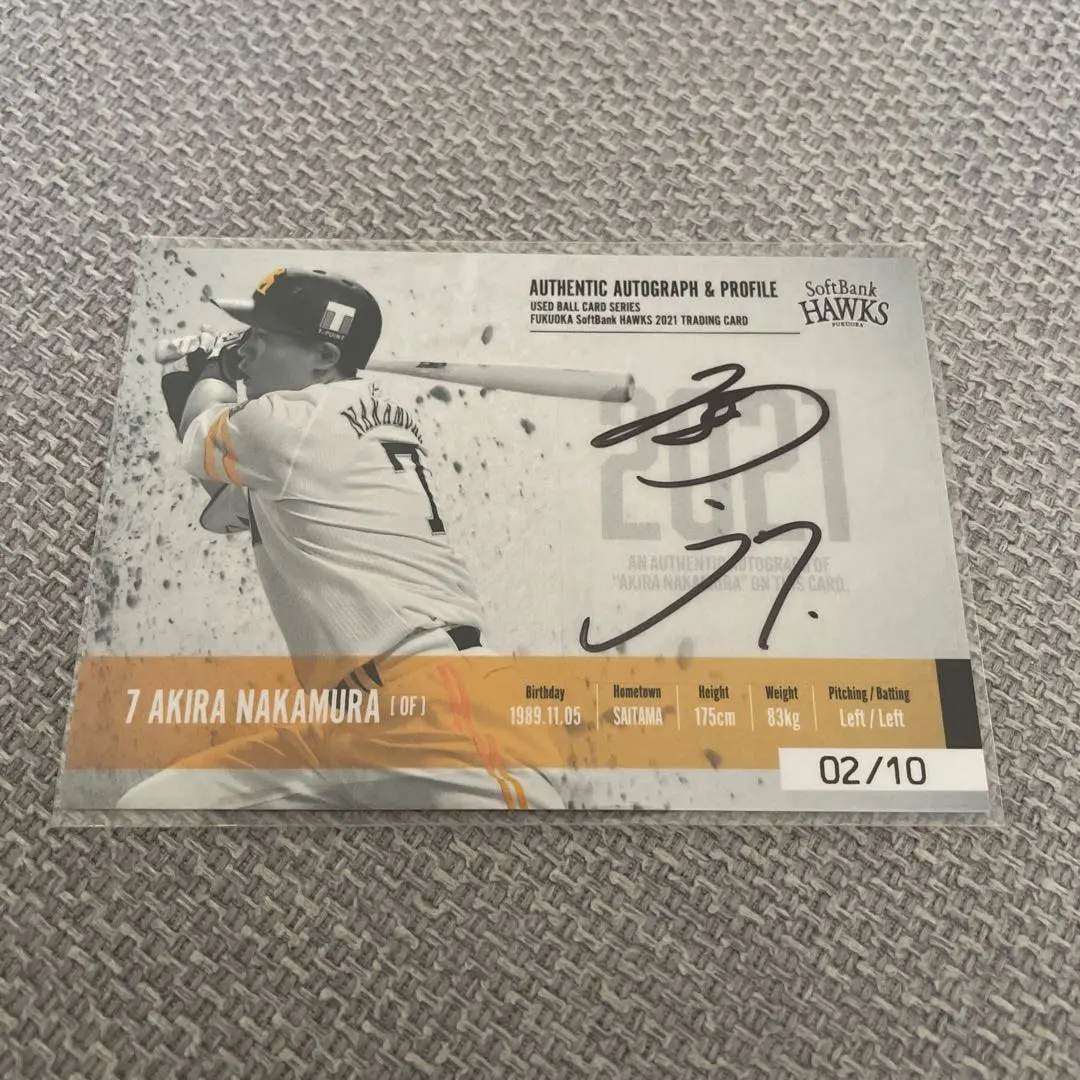 AUTHENTIC AUTOGRAPH & PROFILE
USED BALL CARD SERIES
FUKUOKA SoftBank HAWKS 2021 TRADING CARD
SoftBank
HAWKS
FUKUOKA
T
T-POINT
NAKAMURA
7
2021
AN AUTHENTIC AUTOGRAPH OF
"AKIRA NAKAMURA" ON THIS CARD.
7.
7 AKIRA NAKAMURA [OF]
Birthday
1989.11.05
Hometown
SAITAMA
Height
175cm
Weight
83kg
Pitching / Batting
Left / Left
02/10